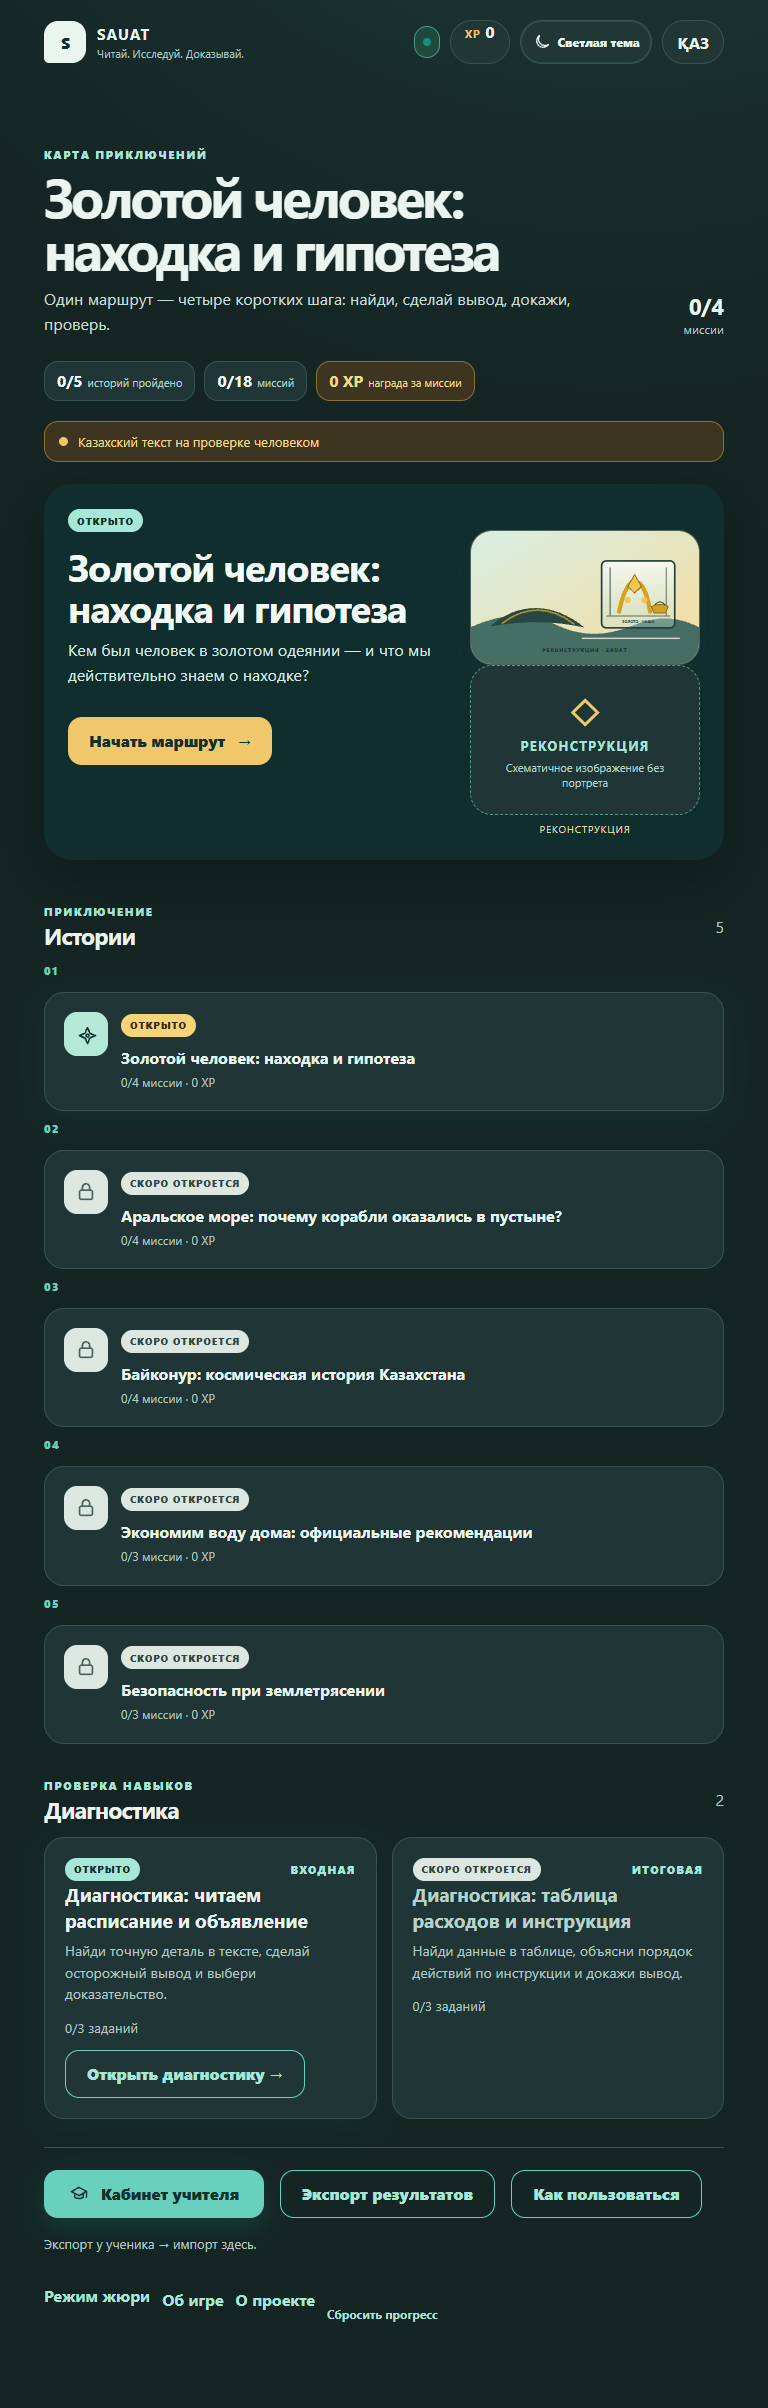 S
SAUAT
Читай. Исследуй. Доказывай.
XP 0
Светлая тема
ҚАЗ
КАРТА ПРИКЛЮЧЕНИЙ
Золотой человек:
находка и гипотеза
Один маршрут — четыре коротких шага: найди, сделай вывод, докажи,
проверь.
0/4
миссии
0/5 историй пройдено
0/18 миссий
0 XP награда за миссии
Казахский текст на проверке человеком
ОТКРЫТО
Золотой человек:
находка и гипотеза
Кем был человек в золотом одеянии — и что мы
действительно знаем о находке?
Начать маршрут →
РЕКОНСТРУКЦИЯ · SAUAT
РЕКОНСТРУКЦИЯ
Схематичное изображение без
портрета
РЕКОНСТРУКЦИЯ
ПРИКЛЮЧЕНИЕ
Истории
5
01
ОТКРЫТО
Золотой человек: находка и гипотеза
0/4 миссии · 0 XP
02
СКОРО ОТКРОЕТСЯ
Аральское море: почему корабли оказались в пустыне?
0/4 миссии · 0 XP
03
СКОРО ОТКРОЕТСЯ
Байконур: космическая история Казахстана
0/4 миссии · 0 XP
04
СКОРО ОТКРОЕТСЯ
Экономим воду дома: официальные рекомендации
0/3 миссии · 0 XP
05
СКОРО ОТКРОЕТСЯ
Безопасность при землетрясении
0/3 миссии · 0 XP
ПРОВЕРКА НАВЫКОВ
Диагностика
2
ОТКРЫТО
ВХОДНАЯ
Диагностика: читаем
расписание и объявление
Найди точную деталь в тексте, сделай
осторожный вывод и выбери
доказательство.
0/3 заданий
Открыть диагностику →
СКОРО ОТКРОЕТСЯ
ИТОГОВАЯ
Диагностика: таблица
расходов и инструкция
Найди данные в таблице, объясни порядок
действий по инструкции и докажи вывод.
0/3 заданий
Кабинет учителя
Экспорт результатов
Как пользоваться
Экспорт у ученика → импорт здесь.
Режим жюри
Об игре
О проекте
Сбросить прогресс